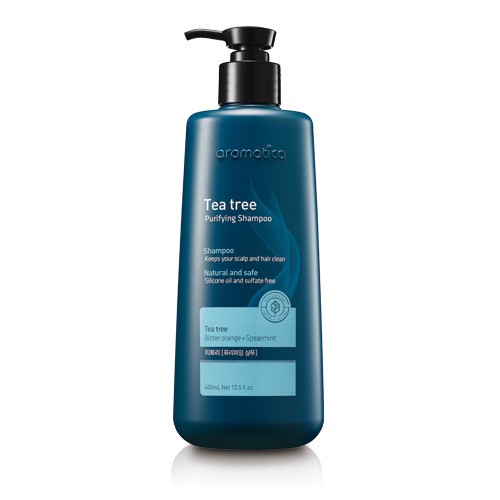 aromatica
Tea tree
Purifying Shampoo
Shampoo
Keeps your scalp and hair clean
Natural and safe
Silicone oil and sulfate free
Tea tree
Bitter orange + Spearmint
티트리 [퓨리파잉 샴푸]
400mL Net 13.5 fl oz.